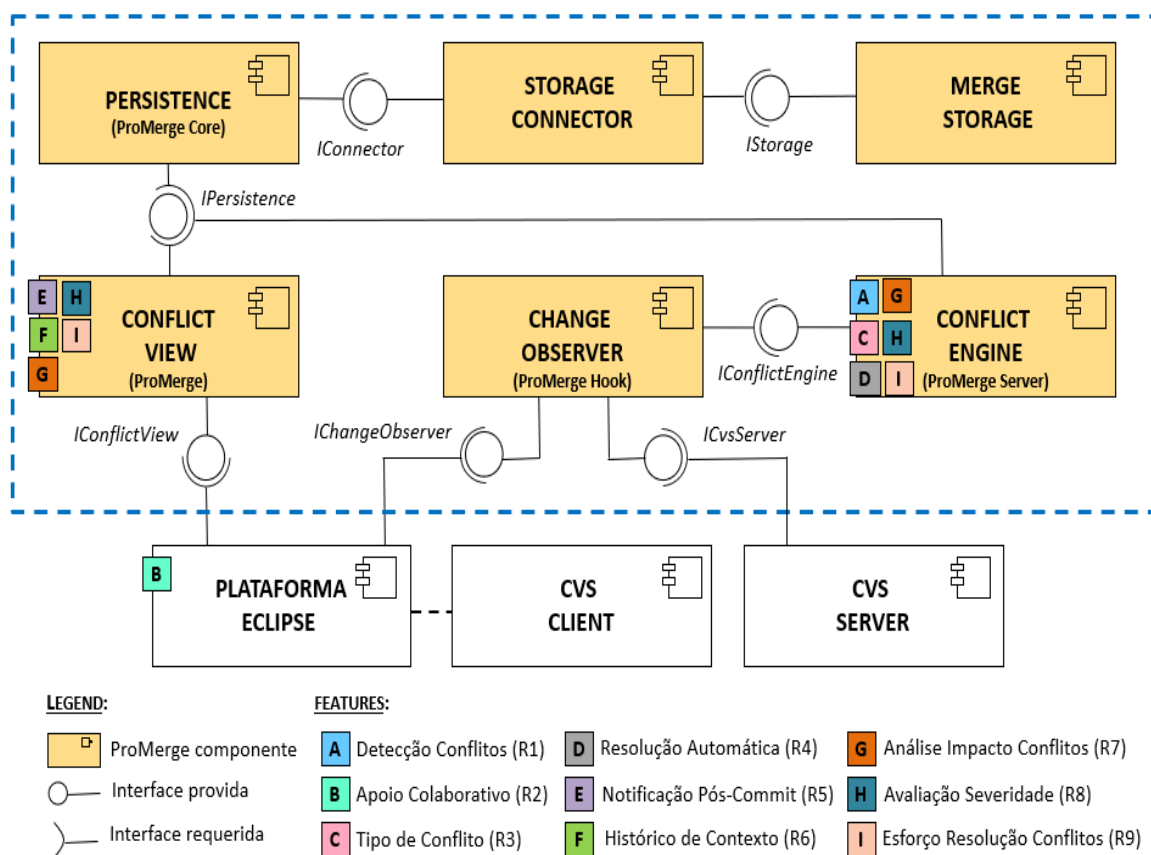 PERSISTENCE
(ProMerge Core)
IConnector
STORAGE
CONNECTOR
IStorage
MERGE
STORAGE
IPersistence
E
H
F
I
G
CONFLICT
VIEW
(ProMerge)
CHANGE
OBSERVER
(ProMerge Hook)
IConflictEngine
A
G
C
H
D
I
CONFLICT
ENGINE
(ProMerge Server)
IConflictView
IChangeObserver
ICvsServer
B
PLATAFORMA
ECLIPSE
CVS
CLIENT
CVS
SERVER
LEGEND:
ProMerge componente
Interface provida
Interface requerida
FEATURES:
A Detecção Conflitos (R1)
B Apoio Colaborativo (R2)
C Tipo de Conflito (R3)
D Resolução Automática (R4)
E Notificação Pós-Commit (R5)
F Histórico de Contexto (R6)
G Análise Impacto Conflitos (R7)
H Avaliação Severidade (R8)
I Esforço Resolução Conflitos (R9)